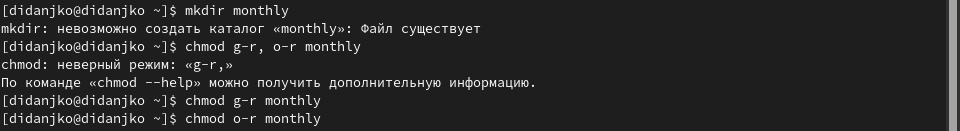 [didanjko@didanjko ~]$ mkdir monthly
mkdir: невозможно создать каталог «monthly»: Файл существует
[didanjko@didanjko ~]$ chmod g-r, o-r monthly
chmod: неверный режим: «g-r,»
По команде «chmod --help» можно получить дополнительную информацию.
[didanjko@didanjko ~]$ chmod g-r monthly
[didanjko@didanjko ~]$ chmod o-r monthly